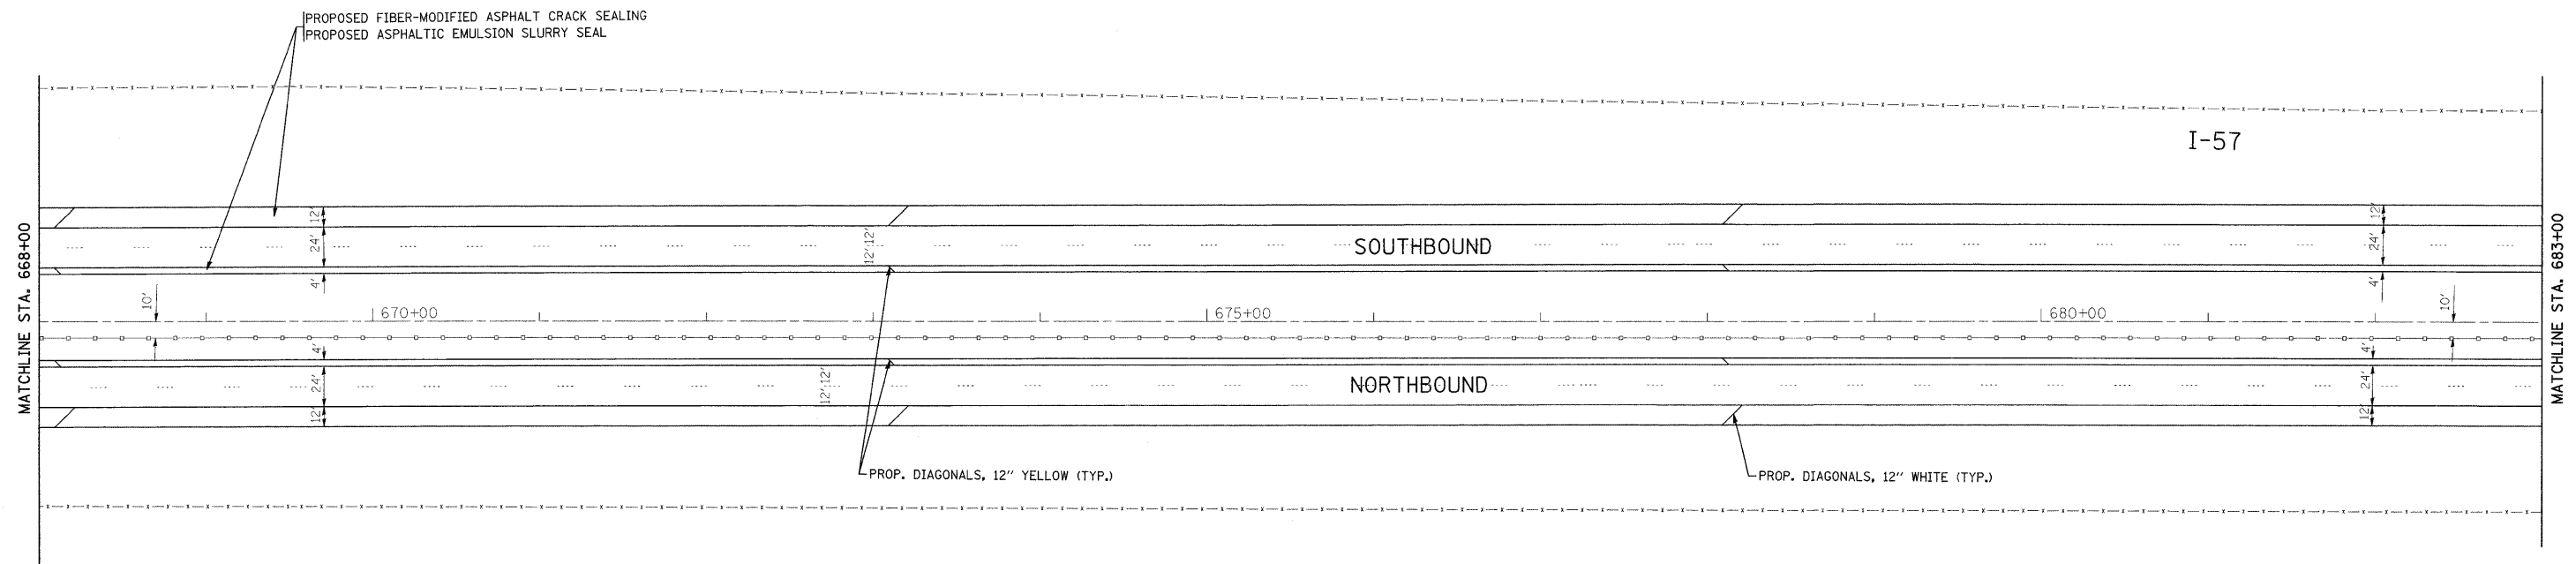 PROPOSED FIBER-MODIFIED ASPHALT CRACK SEALING
PROPOSED ASPHALTIC EMULSION SLURRY SEAL
I-57
MATCHLINE STA. 668+00
MATCHLINE STA. 683+00
12'
24'
4'
12' 12'
SOUTHBOUND
12'
24'
4'
10'
670+00
675+00
680+00
10'
4'
24'
12'
12' 12'
NORTHBOUND
4'
24'
12'
PROP. DIAGONALS, 12" YELLOW (TYP.)
PROP. DIAGONALS, 12" WHITE (TYP.)